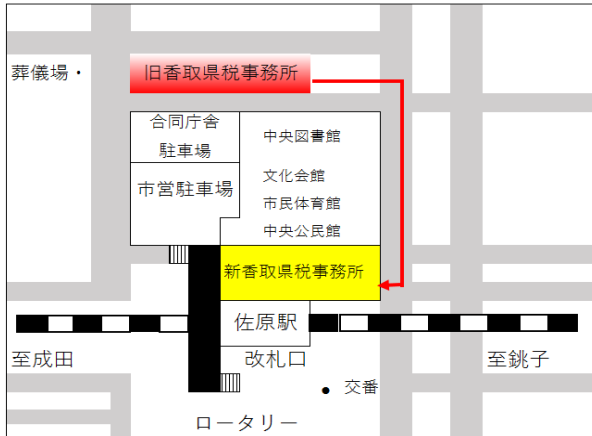 葬儀場・
旧香取県税事務所
合同庁舎
駐車場
中央図書館
市営駐車場
文化会館
市民体育館
中央公民館
新香取県税事務所
佐原駅
至成田
改札口
至銚子
● 交番
ロータリー